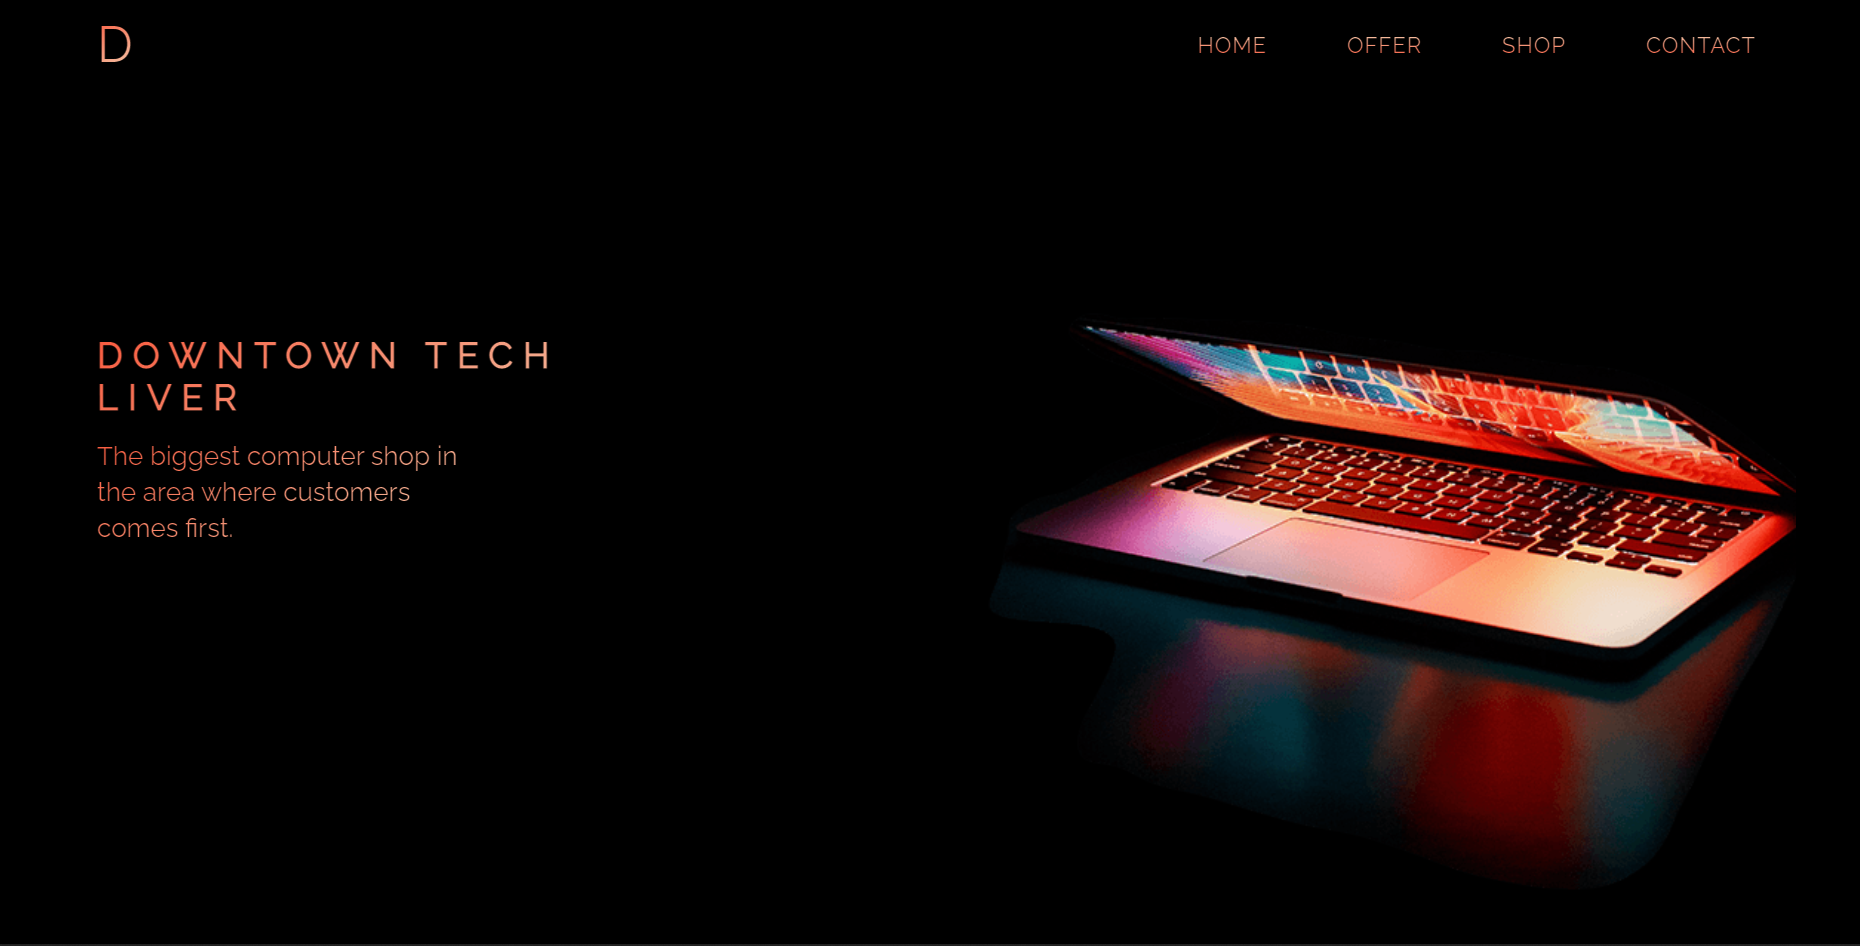 D
HOME OFFER SHOP CONTACT
DOWNTOWN TECH
LIVER
The biggest computer shop in
the area where customers
comes first.